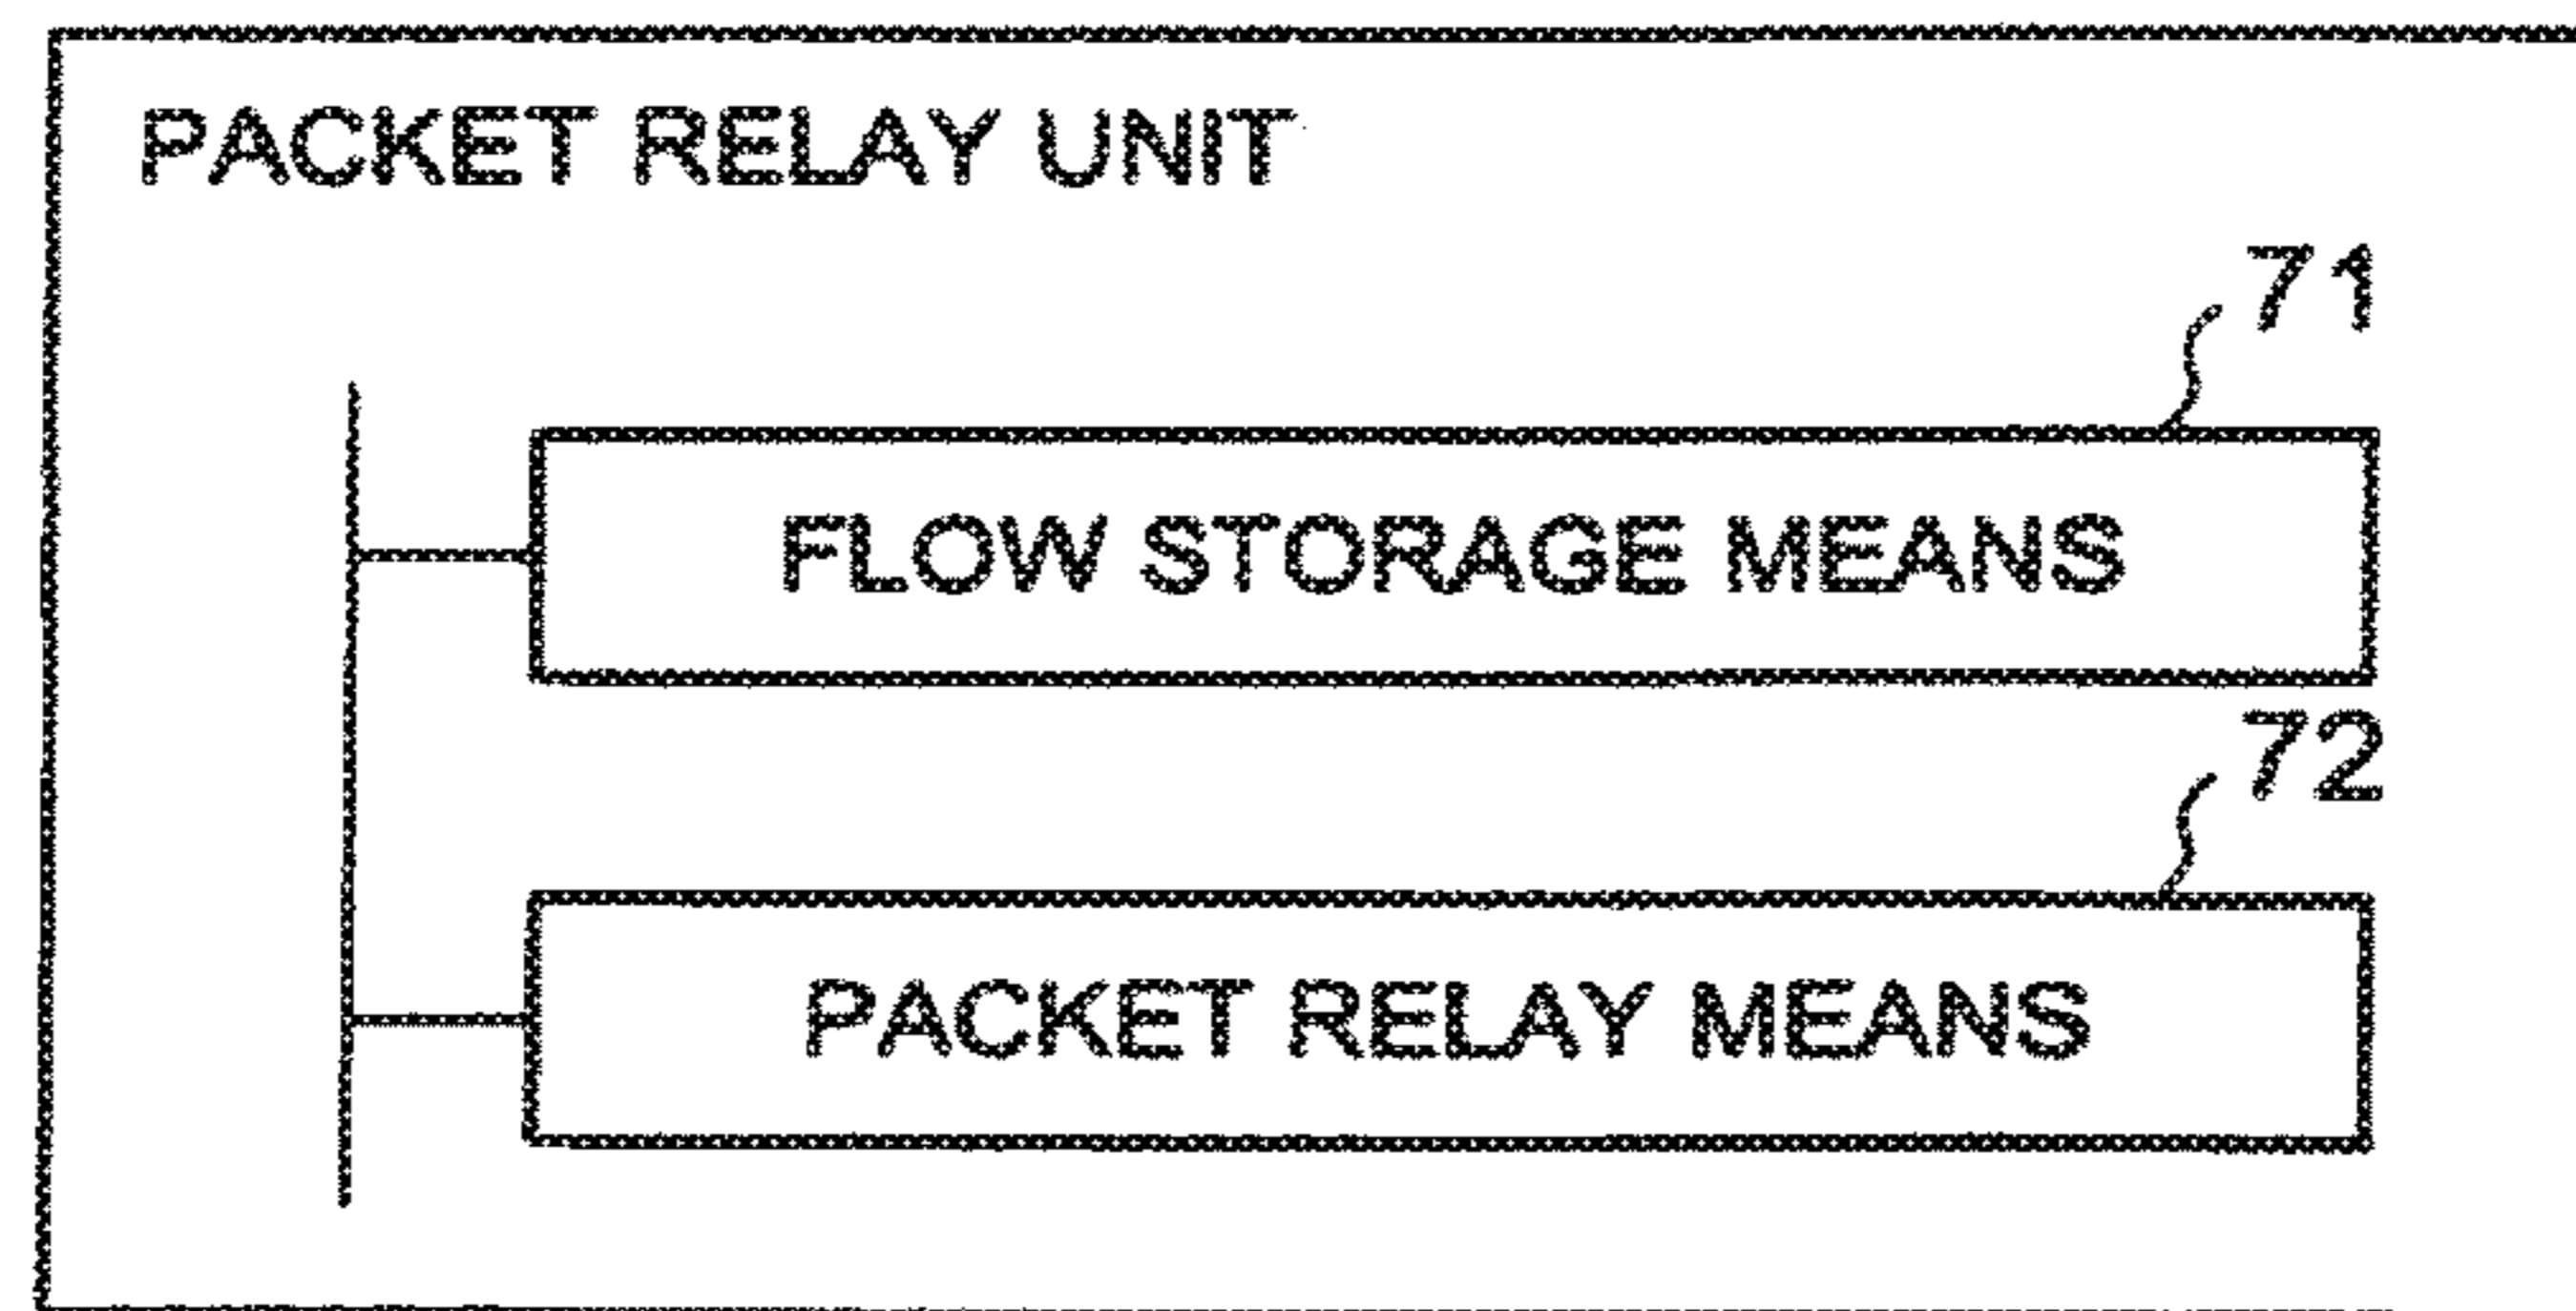 PACKET RELAY UNIT
71
FLOW STORAGE MEANS
72
PACKET RELAY MEANS